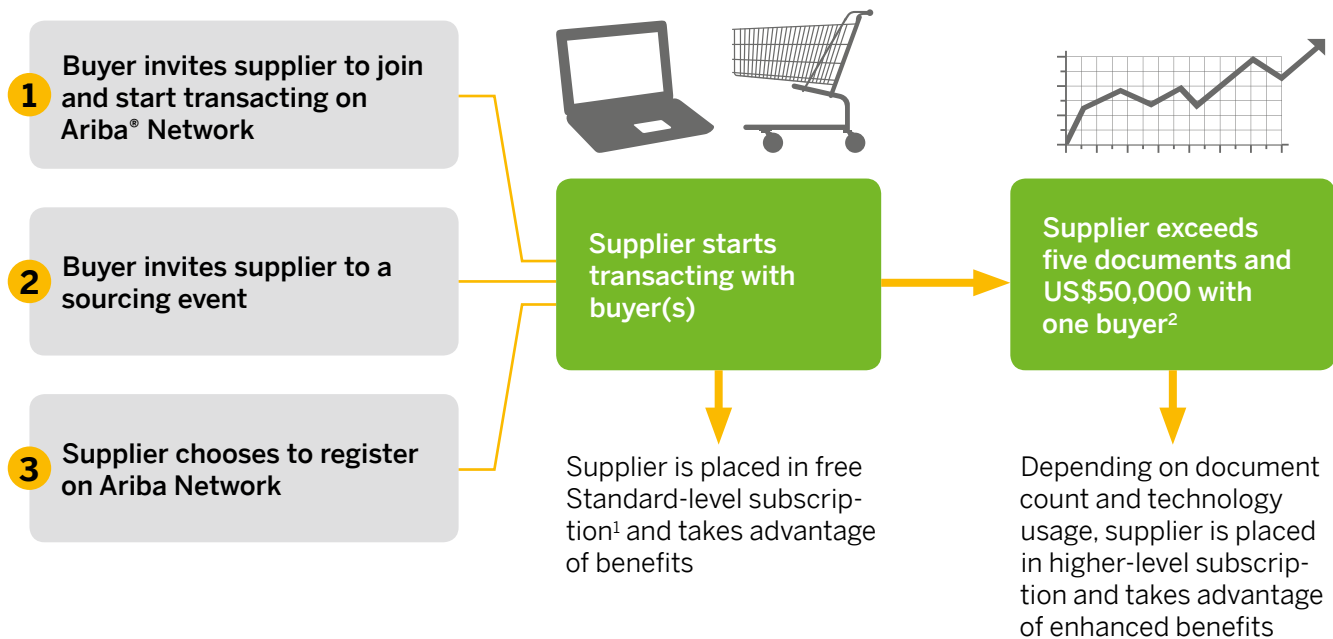 1
Buyer invites supplier to join
and start transacting on
Ariba® Network
2
Buyer invites supplier to a
sourcing event
3
Supplier chooses to register
on Ariba Network
Supplier starts
transacting with
buyer(s)
Supplier is placed in free
Standard-level subscrip-
tion¹ and takes advantage
of benefits
Supplier exceeds
five documents and
US$50,000 with
one buyer²
Depending on document
count and technology
usage, supplier is placed
in higher-level subscrip-
tion and takes advantage
of enhanced benefits